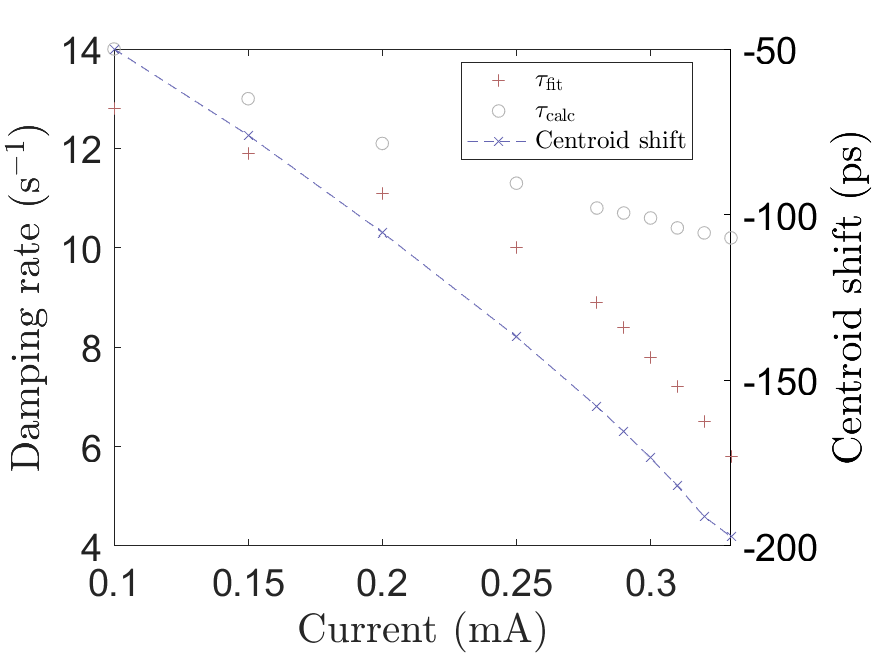 14
12
10
8
6
4
Damping rate (s⁻¹)
τfit
τcalc
Centroid shift
-50
-100
-150
-200
Centroid shift (ps)
0.1
0.15
0.2
0.25
0.3
Current (mA)